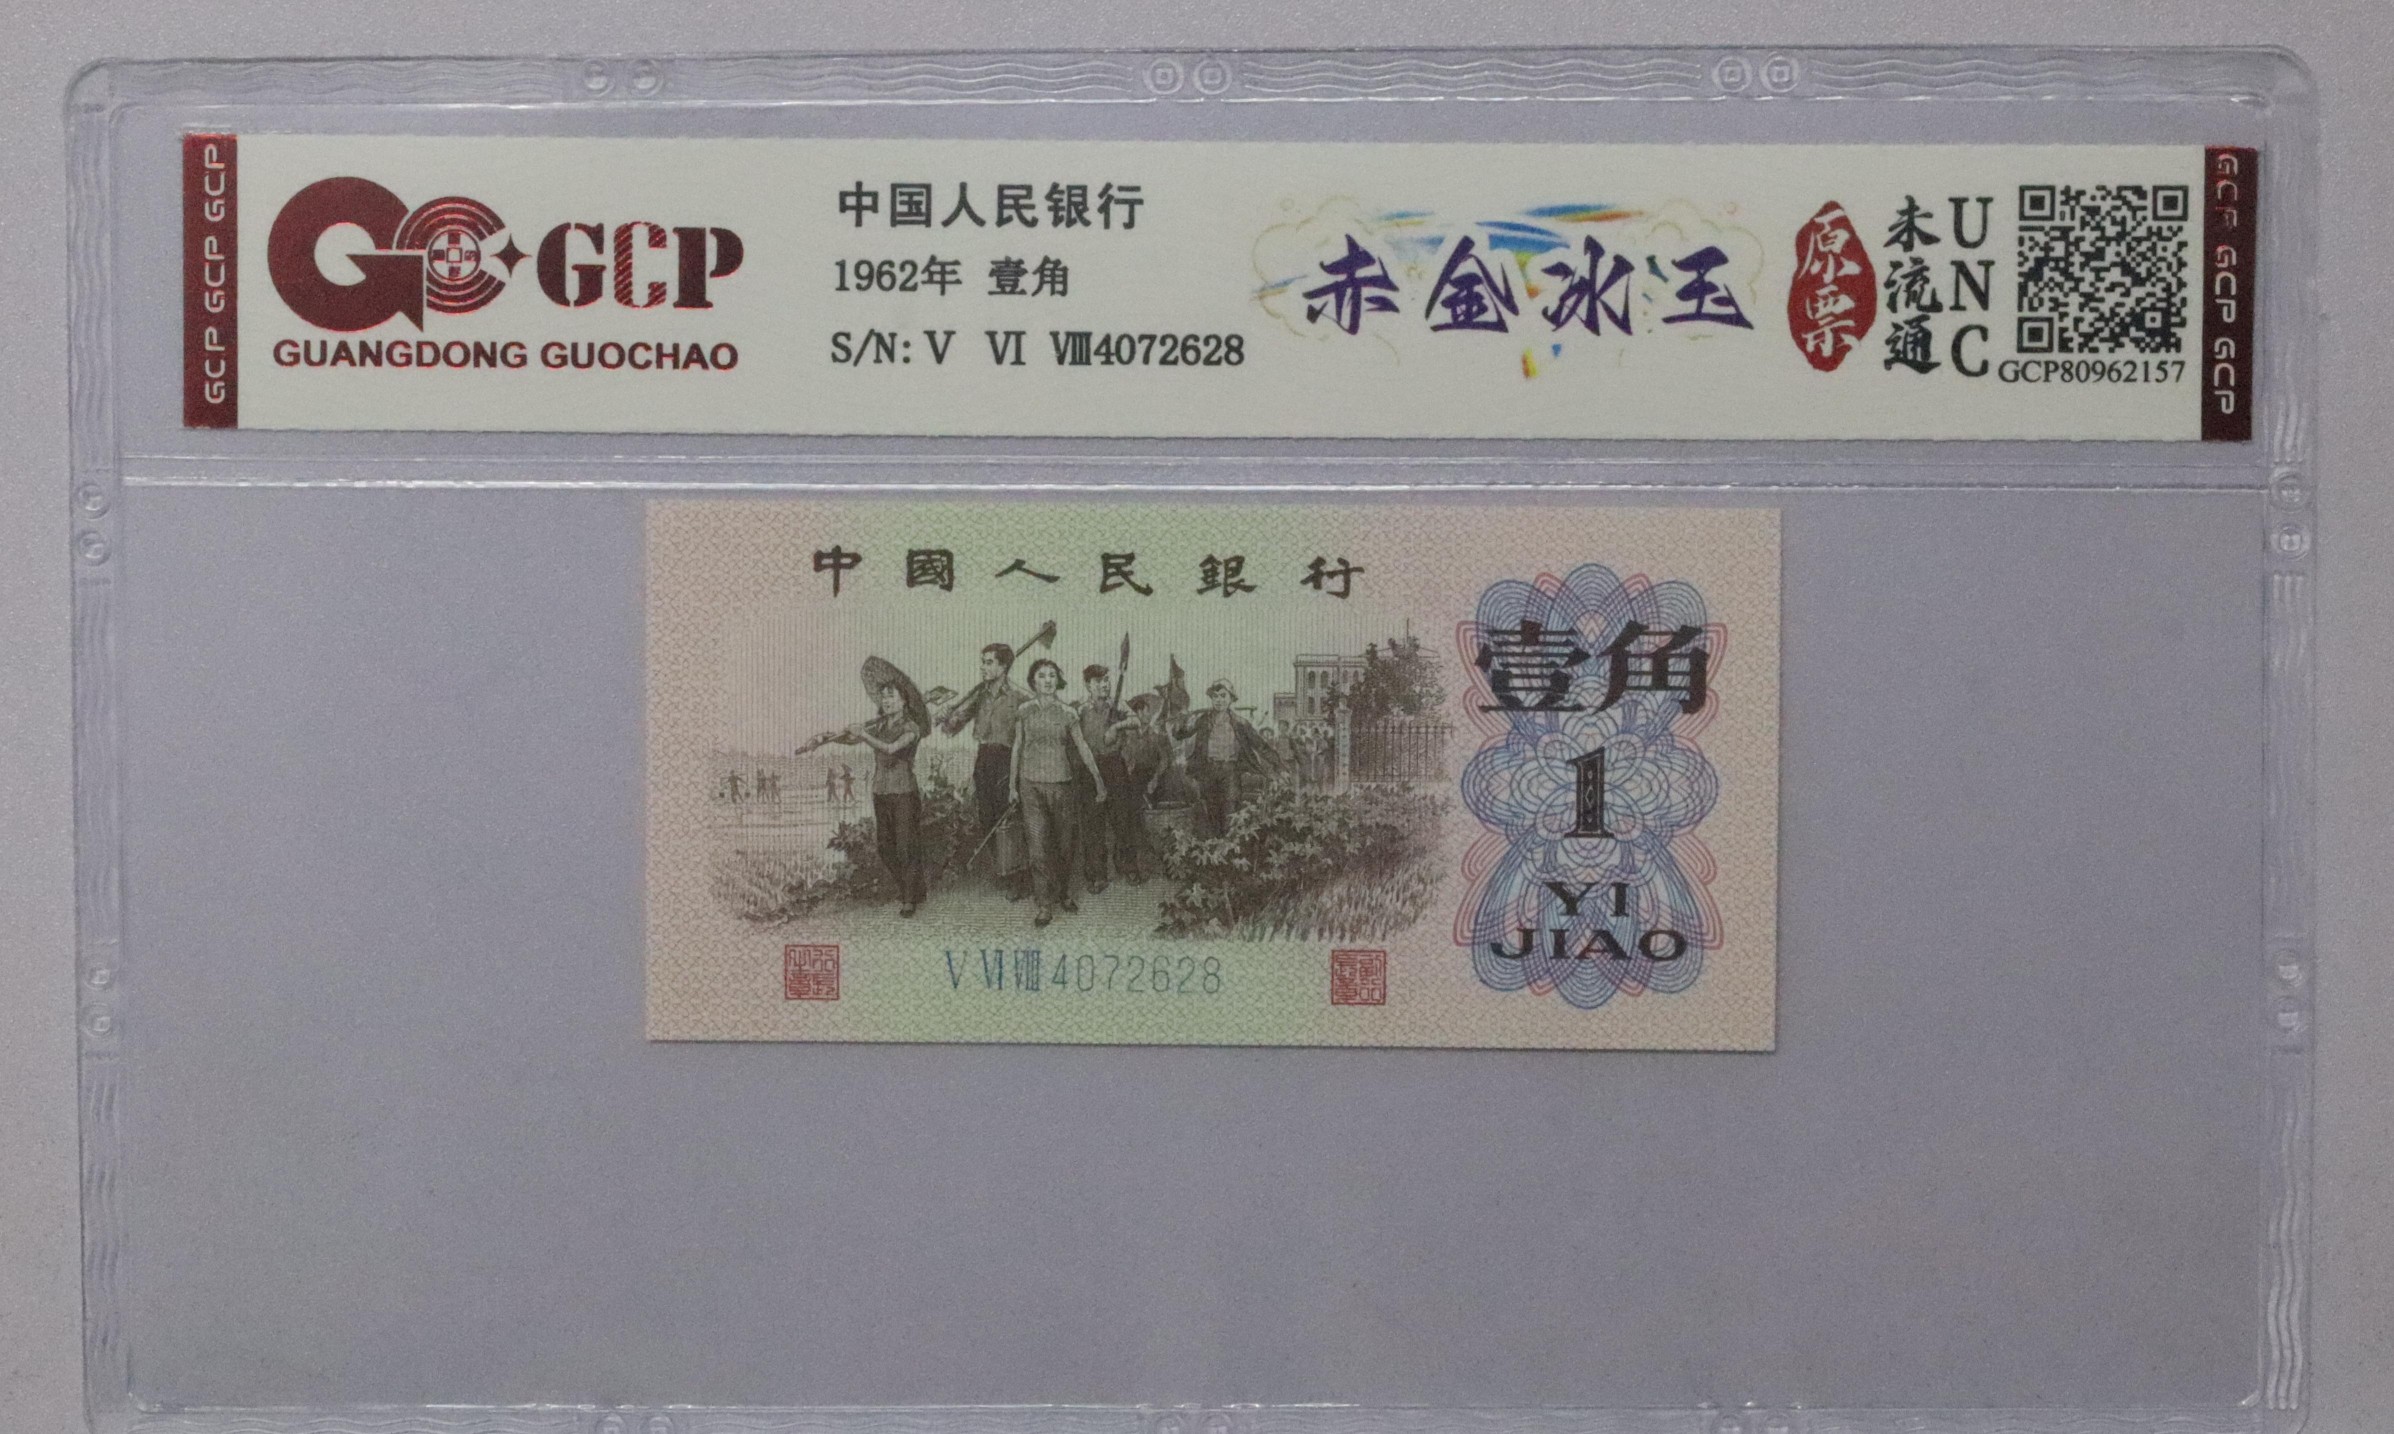 GCP GCP GCP
GCP
GUANGDONG GUOCHAO
中国人民银行
1962年 壹角
S/N: V VI VIII4072628
赤金冰玉
原票
未流通
UNC
GCP80962157
GCP GCP GCP
中國人民銀行
壹角
1
YI
JIAO
V VI VIII 4072628